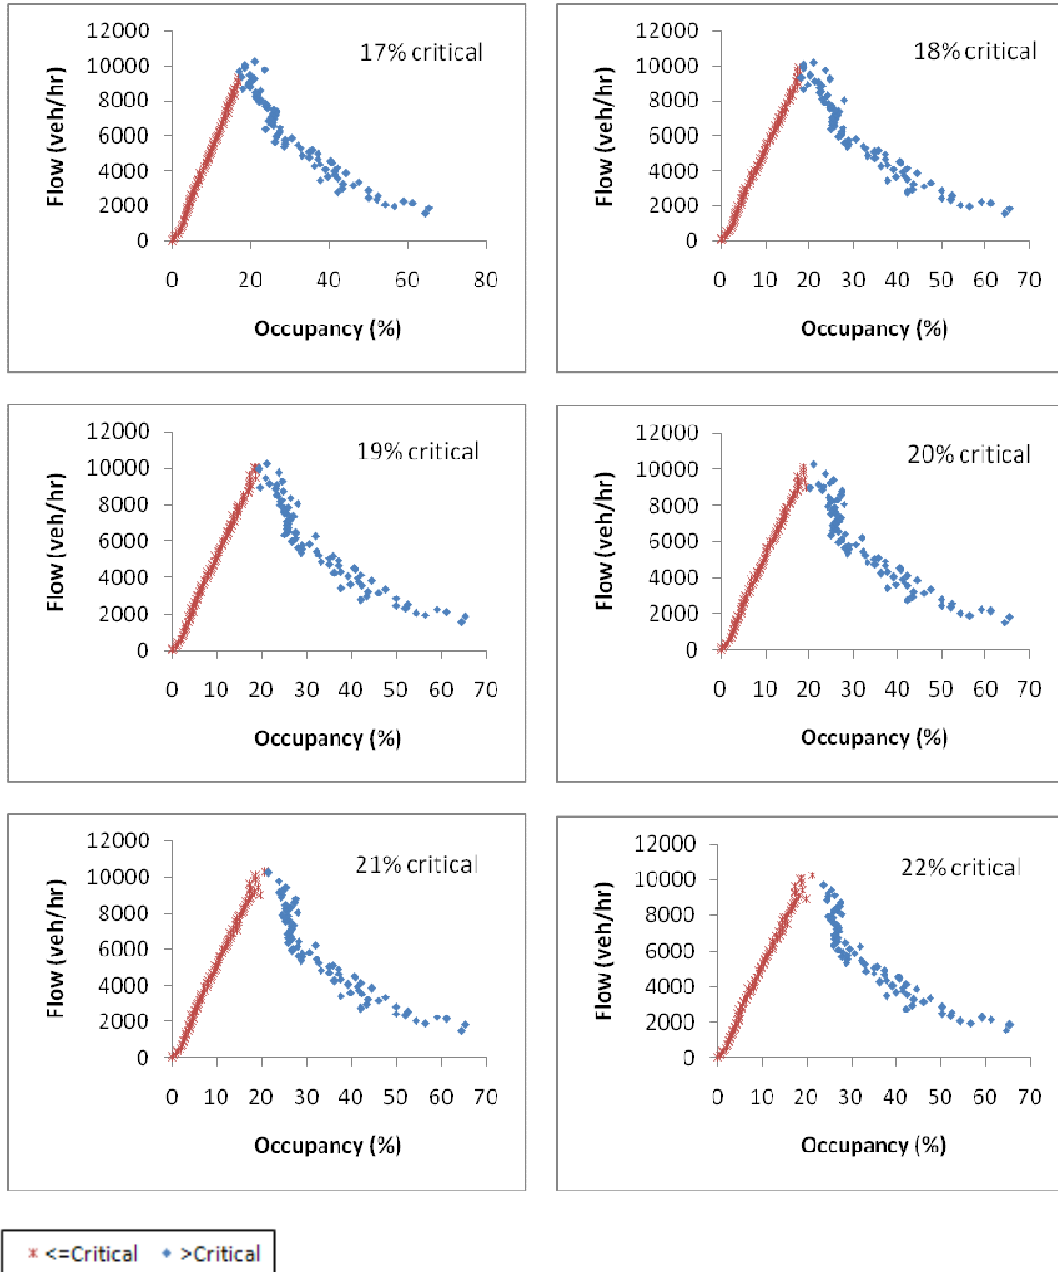 17% critical
12000
10000
8000
6000
4000
2000
0
Flow (veh/hr)
0 20 40 60 80
Occupancy (%)
18% critical
12000
10000
8000
6000
4000
2000
0
Flow (veh/hr)
0 10 20 30 40 50 60 70
Occupancy (%)
19% critical
12000
10000
8000
6000
4000
2000
0
Flow (veh/hr)
0 10 20 30 40 50 60 70
Occupancy (%)
20% critical
12000
10000
8000
6000
4000
2000
0
Flow (veh/hr)
0 10 20 30 40 50 60 70
Occupancy (%)
21% critical
12000
10000
8000
6000
4000
2000
0
Flow (veh/hr)
0 10 20 30 40 50 60 70
Occupancy (%)
22% critical
12000
10000
8000
6000
4000
2000
0
Flow (veh/hr)
0 10 20 30 40 50 60 70
Occupancy (%)
<=Critical >Critical